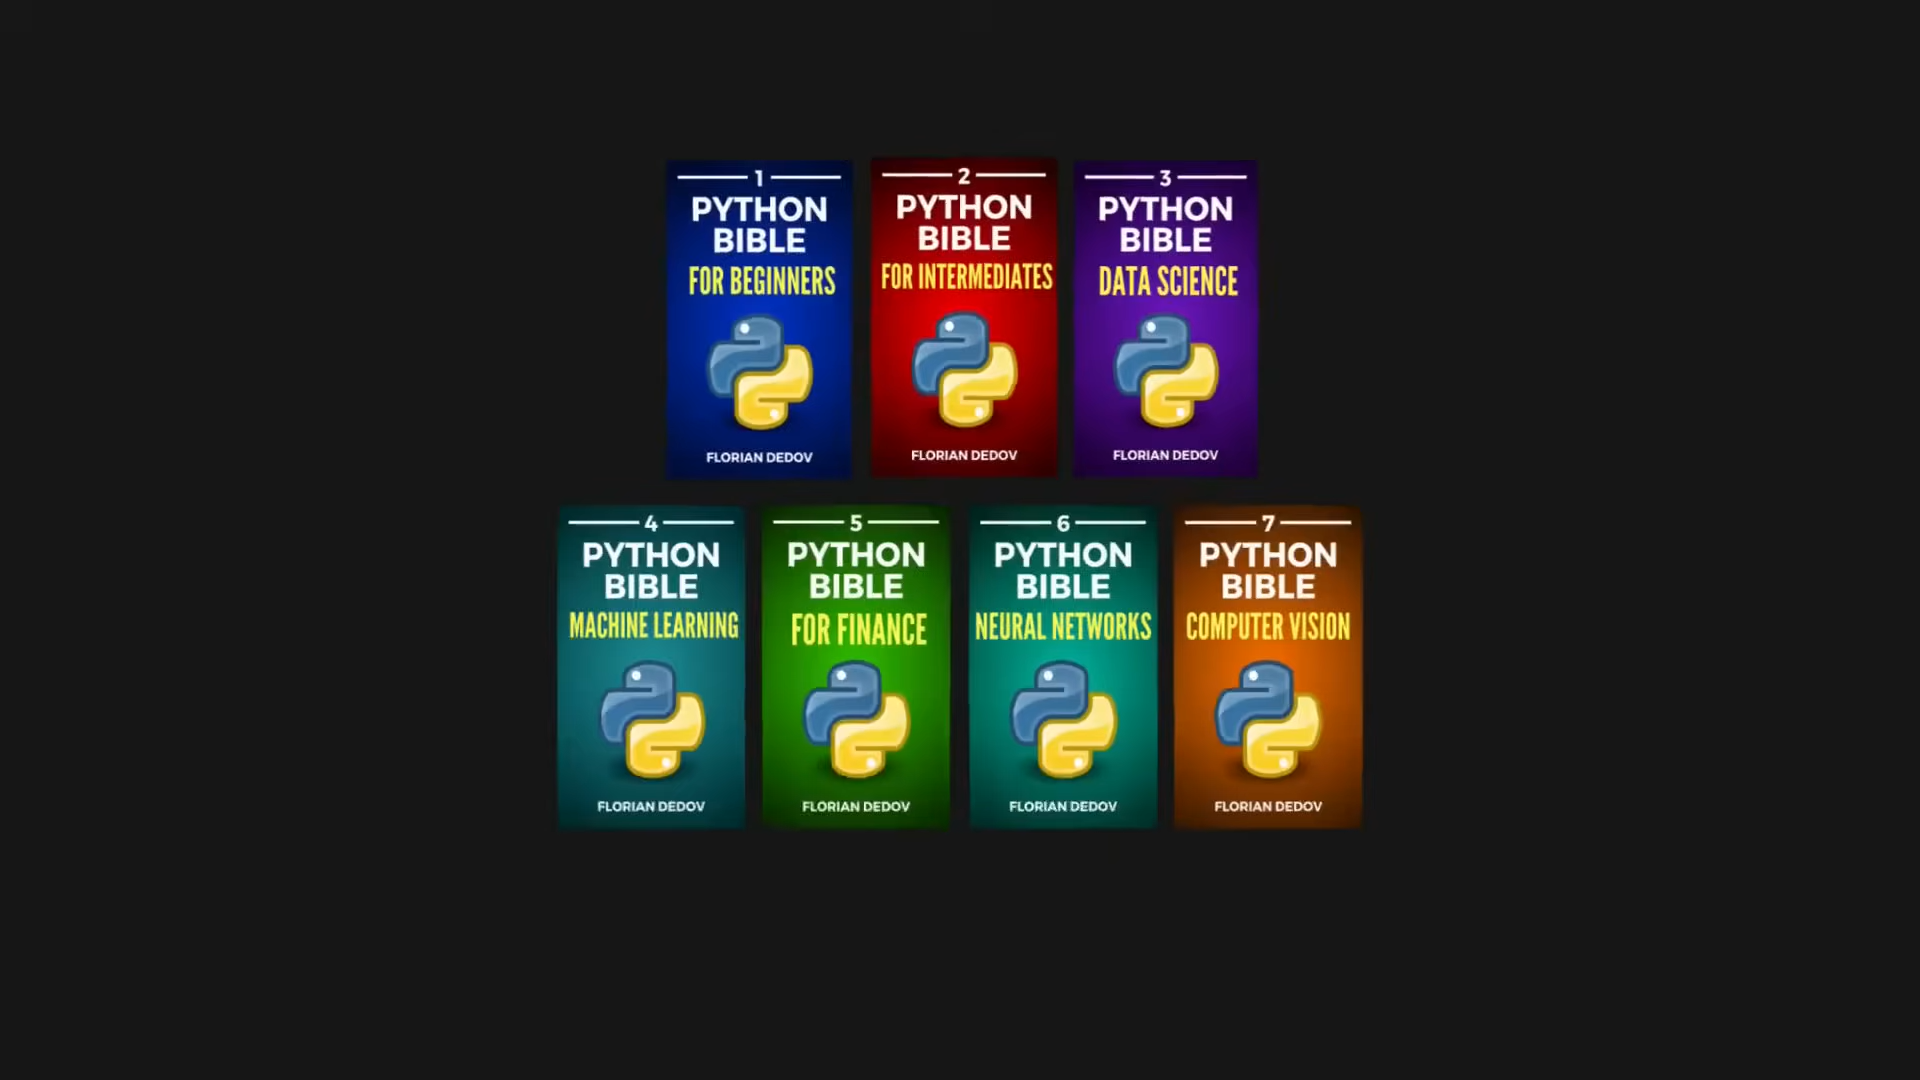 1
PYTHON
BIBLE
FOR BEGINNERS
FLORIAN DEDOV
2
PYTHON
BIBLE
FOR INTERMEDIATES
FLORIAN DEDOV
3
PYTHON
BIBLE
DATA SCIENCE
FLORIAN DEDOV
4
PYTHON
BIBLE
MACHINE LEARNING
FLORIAN DEDOV
5
PYTHON
BIBLE
FOR FINANCE
FLORIAN DEDOV
6
PYTHON
BIBLE
NEURAL NETWORKS
FLORIAN DEDOV
7
PYTHON
BIBLE
COMPUTER VISION
FLORIAN DEDOV